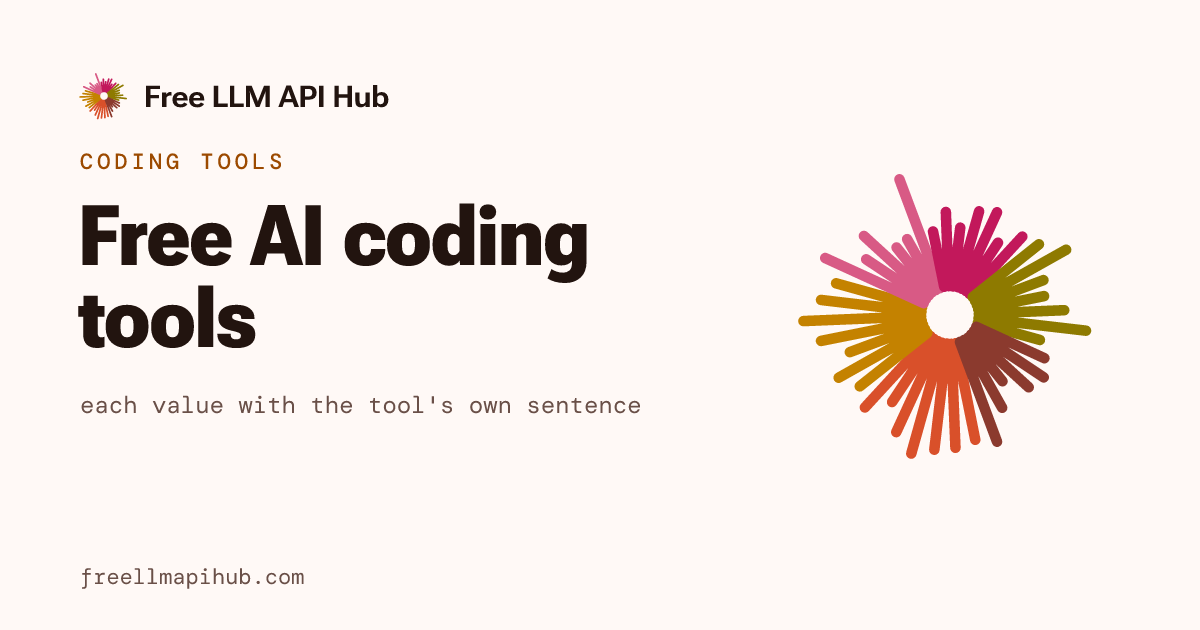 Free LLM API Hub
CODING TOOLS
Free AI coding
tools
each value with the tool's own sentence
freellmapihub.com